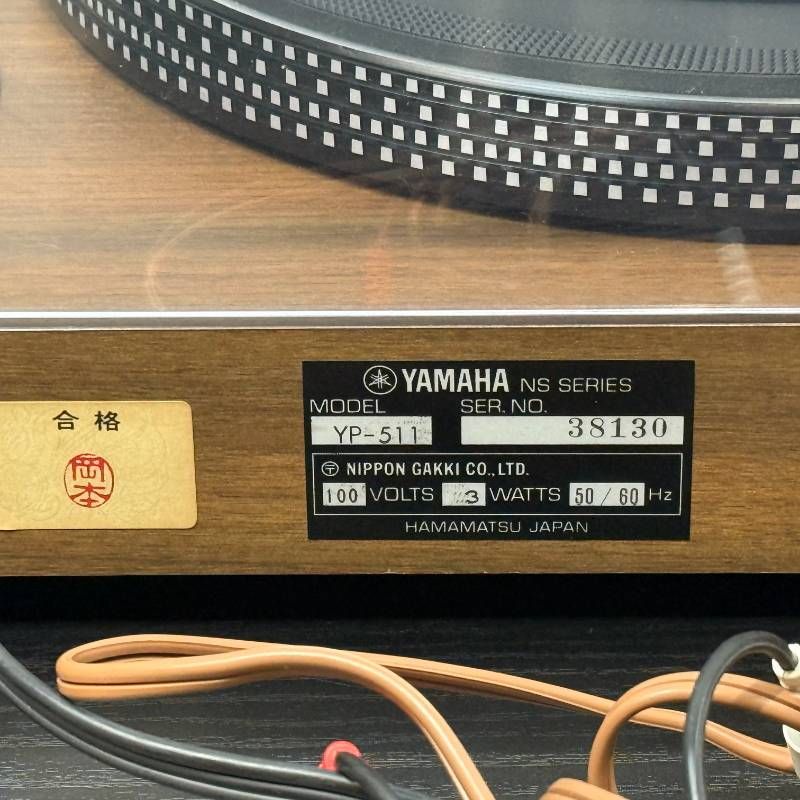 YAMAHA NS SERIES
MODEL SER. NO.
YP-511 38130
NIPPON GAKKI CO., LTD.
100 VOLTS 3 WATTS 50 / 60 Hz
HAMAMATSU JAPAN
合格
岡本